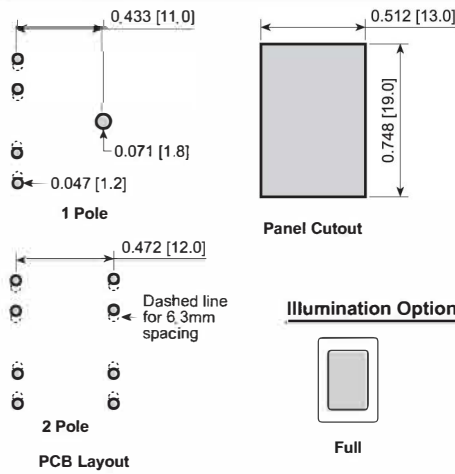 0.433 [11.0]
0.071 [1.8]
0.047 [1.2]
1 Pole
0.512 [13.0]
0.748 [19.0]
Panel Cutout
0.472 [12.0]
Dashed line
for 6.3mm
spacing
2 Pole
PCB Layout
Illumination Option
Full